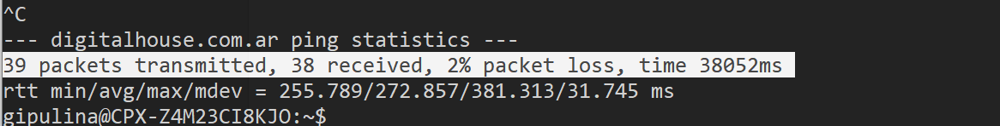 ^C
--- digitalhouse.com.ar ping statistics ---
39 packets transmitted, 38 received, 2% packet loss, time 38052ms
rtt min/avg/max/mdev = 255.789/272.857/381.313/31.745 ms
gipulina@CPX-Z4M23CI8KJO:~$